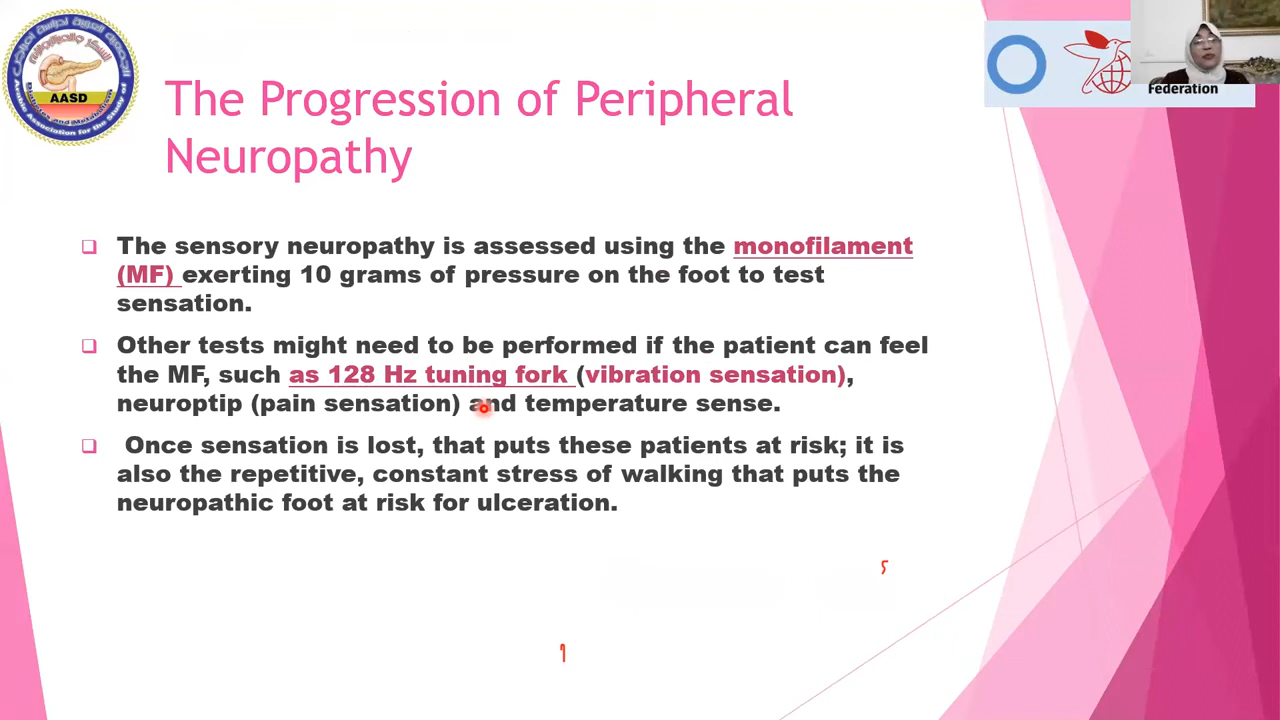 AASD
Federation
The Progression of Peripheral
Neuropathy
The sensory neuropathy is assessed using the monofilament
(MF) exerting 10 grams of pressure on the foot to test
sensation.
Other tests might need to be performed if the patient can feel
the MF, such as 128 Hz tuning fork (vibration sensation),
neuroptip (pain sensation) and temperature sense.
Once sensation is lost, that puts these patients at risk; it is
also the repetitive, constant stress of walking that puts the
neuropathic foot at risk for ulceration.